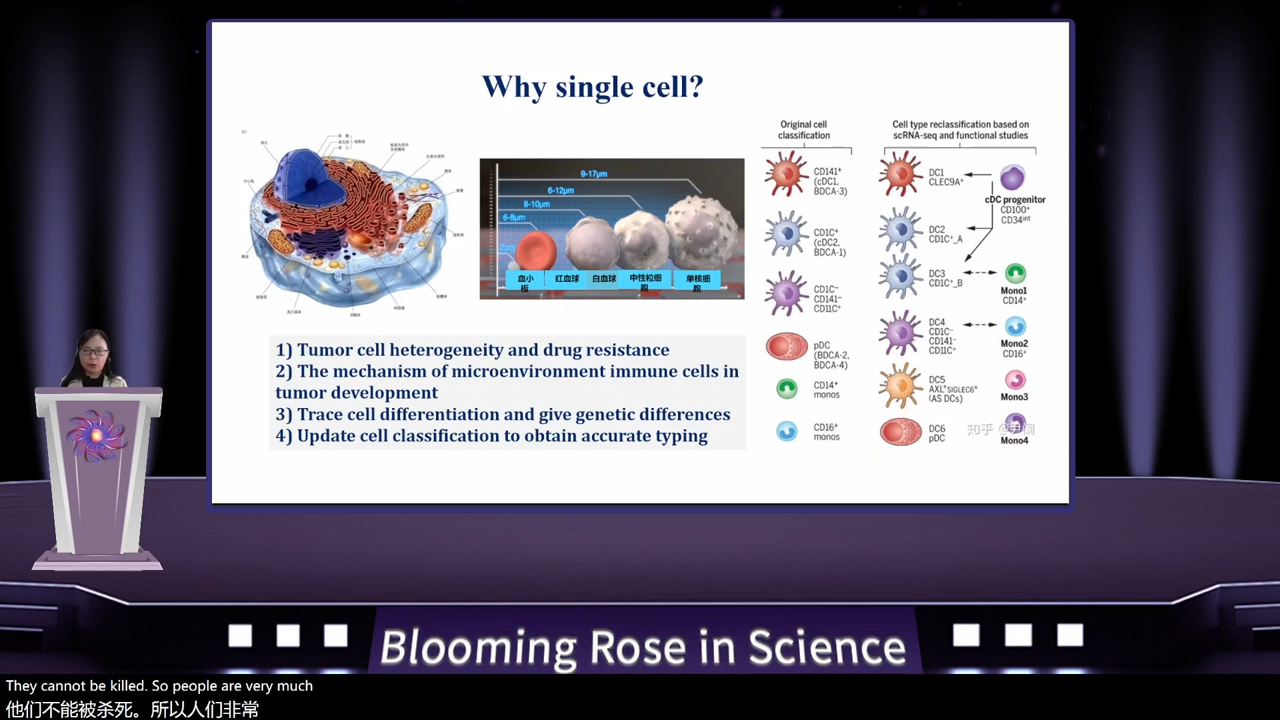 Why single cell?
9-17μm
6-12μm
8-10μm
6-8μm
2μm
血小
板
红血球
白血球
中性粒细
胞
单核细
胞
1) Tumor cell heterogeneity and drug resistance
2) The mechanism of microenvironment immune cells in
tumor development
3) Trace cell differentiation and give genetic differences
4) Update cell classification to obtain accurate typing
Original cell
classification
CD141⁺
(cDC1,
BDCA-3)
CD1C⁺
(cDC2,
BDCA-1)
CD1C⁻
CD141⁻
CD11C⁺
pDC
(BDCA-2,
BDCA-4)
CD14⁺
monos
CD16⁺
monos
Cell type reclassification based on
scRNA-seq and functional studies
DC1
CLEC9A⁺
cDC progenitor
CD100⁺
CD34ⁱⁿᵗ
DC2
CD1C⁺_A
DC3
CD1C⁺_B
Mono1
CD14⁺
DC4
CD1C⁻
CD141⁻
CD11C⁺
Mono2
CD16⁺
DC5
AXL⁺SIGLEC6⁺
(AS DCs)
Mono3
DC6
pDC
Mono4
知乎
Blooming Rose in Science
They cannot be killed. So people are very much
他们不能被杀死。所以人们非常